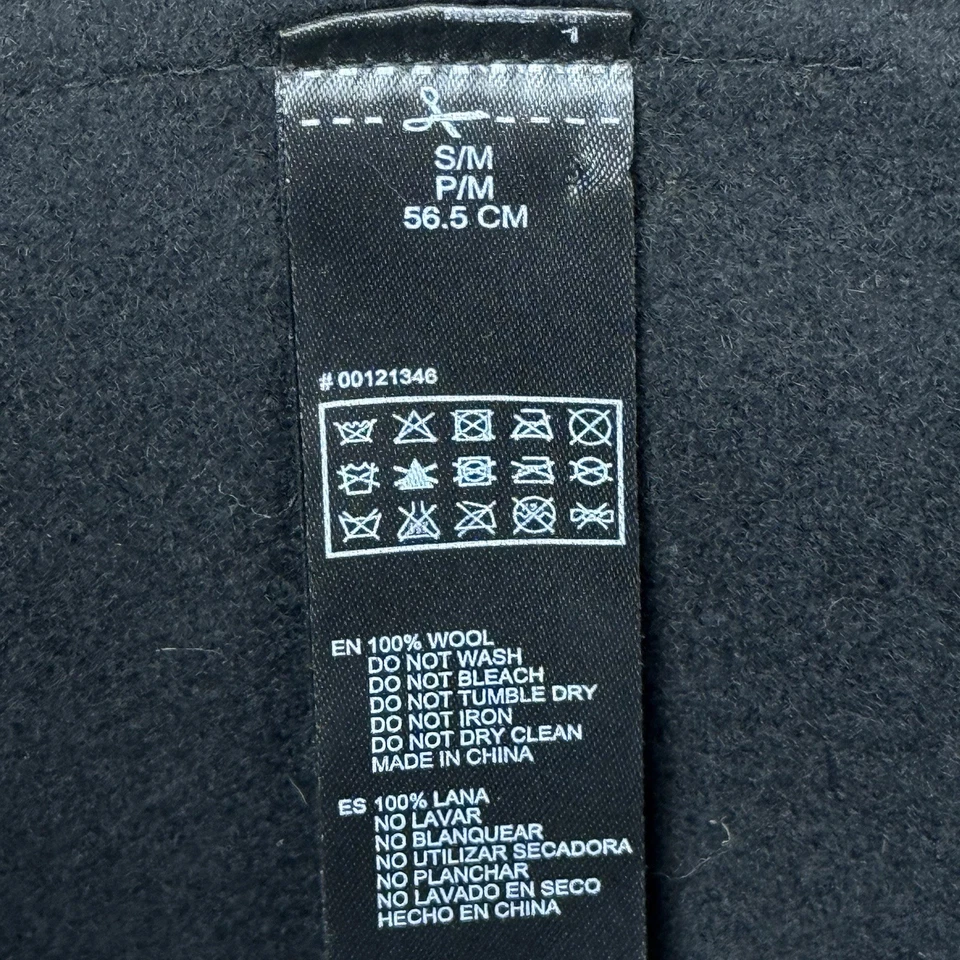 S/M
P/M
56.5 CM
# 00121346
EN 100% WOOL
DO NOT WASH
DO NOT BLEACH
DO NOT TUMBLE DRY
DO NOT IRON
DO NOT DRY CLEAN
MADE IN CHINA
ES 100% LANA
NO LAVAR
NO BLANQUEAR
NO UTILIZAR SECADORA
NO PLANCHAR
NO LAVADO EN SECO
HECHO EN CHINA